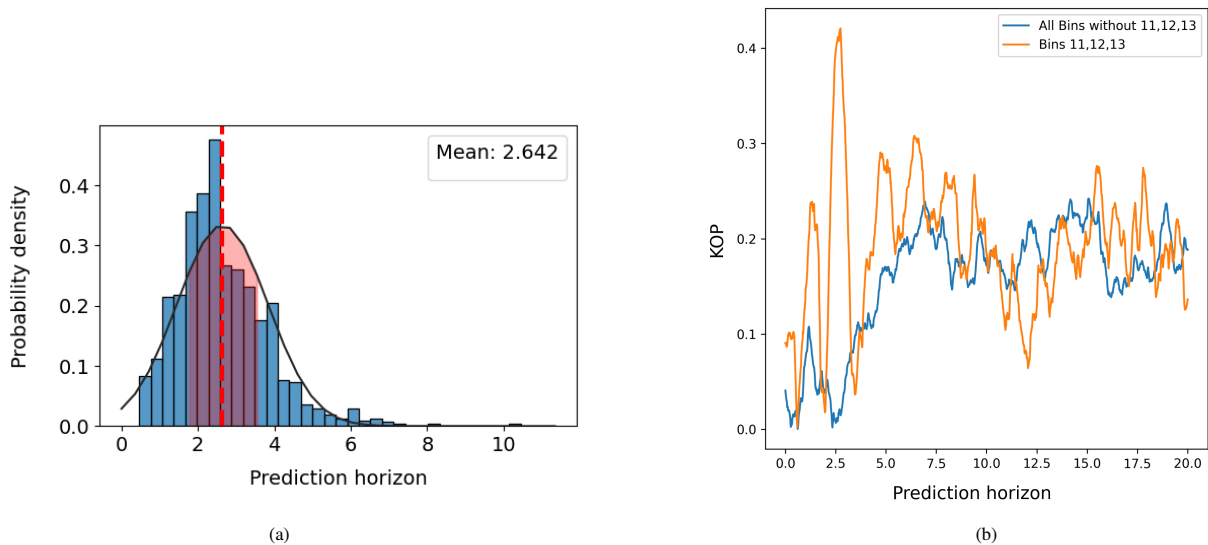 Mean: 2.642
Probability density
0.4
0.3
0.2
0.1
0.0
0 2 4 6 8 10
Prediction horizon
(a)
All Bins without 11,12,13
Bins 11,12,13
KOP
0.4
0.3
0.2
0.1
0.0
0.0 2.5 5.0 7.5 10.0 12.5 15.0 17.5 20.0
Prediction horizon
(b)